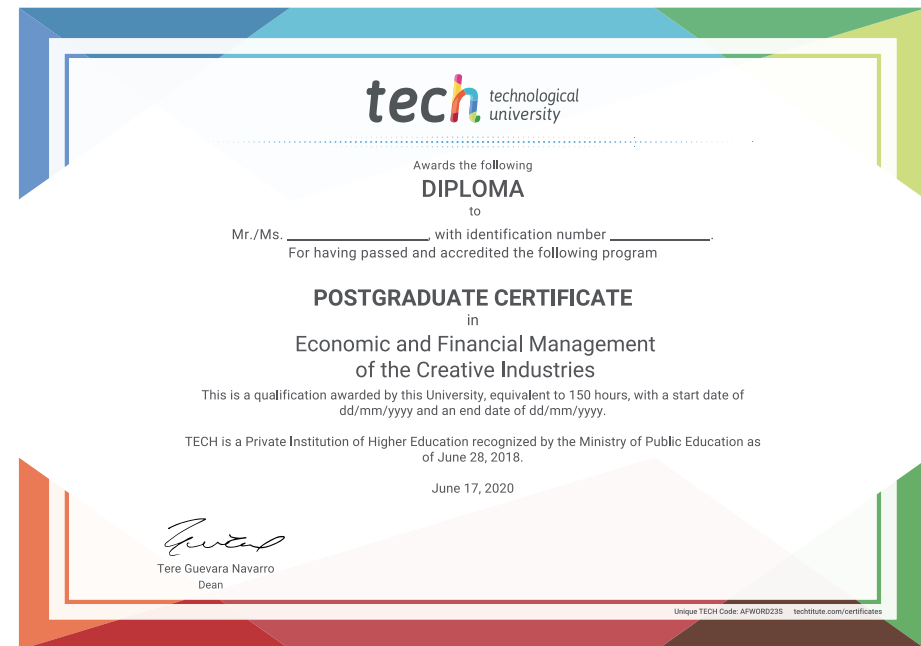 tech technological
university
Awards the following
DIPLOMA
to
Mr./Ms. ____________________, with identification number ______________.
For having passed and accredited the following program
POSTGRADUATE CERTIFICATE
in
Economic and Financial Management
of the Creative Industries
This is a qualification awarded by this University, equivalent to 150 hours, with a start date of
dd/mm/yyyy and an end date of dd/mm/yyyy.
TECH is a Private Institution of Higher Education recognized by the Ministry of Public Education as
of June 28, 2018.
June 17, 2020
Tere Guevara Navarro
Dean
Unique TECH Code: AFWORD23S techtitute.com/certificates